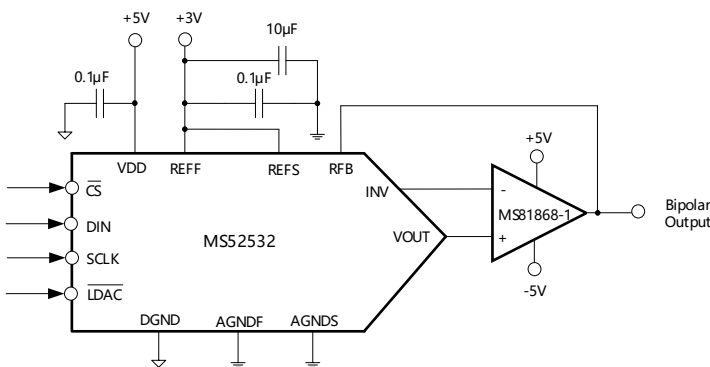 +5V
+3V
10μF
0.1μF
0.1μF
+5V
VDD
REFF
REFS
RFB
CS
INV
MS81868-1
-
+
Bipolar
Output
DIN
VOUT
MS52532
SCLK
-5V
LDAC
DGND
AGNDF
AGNDS